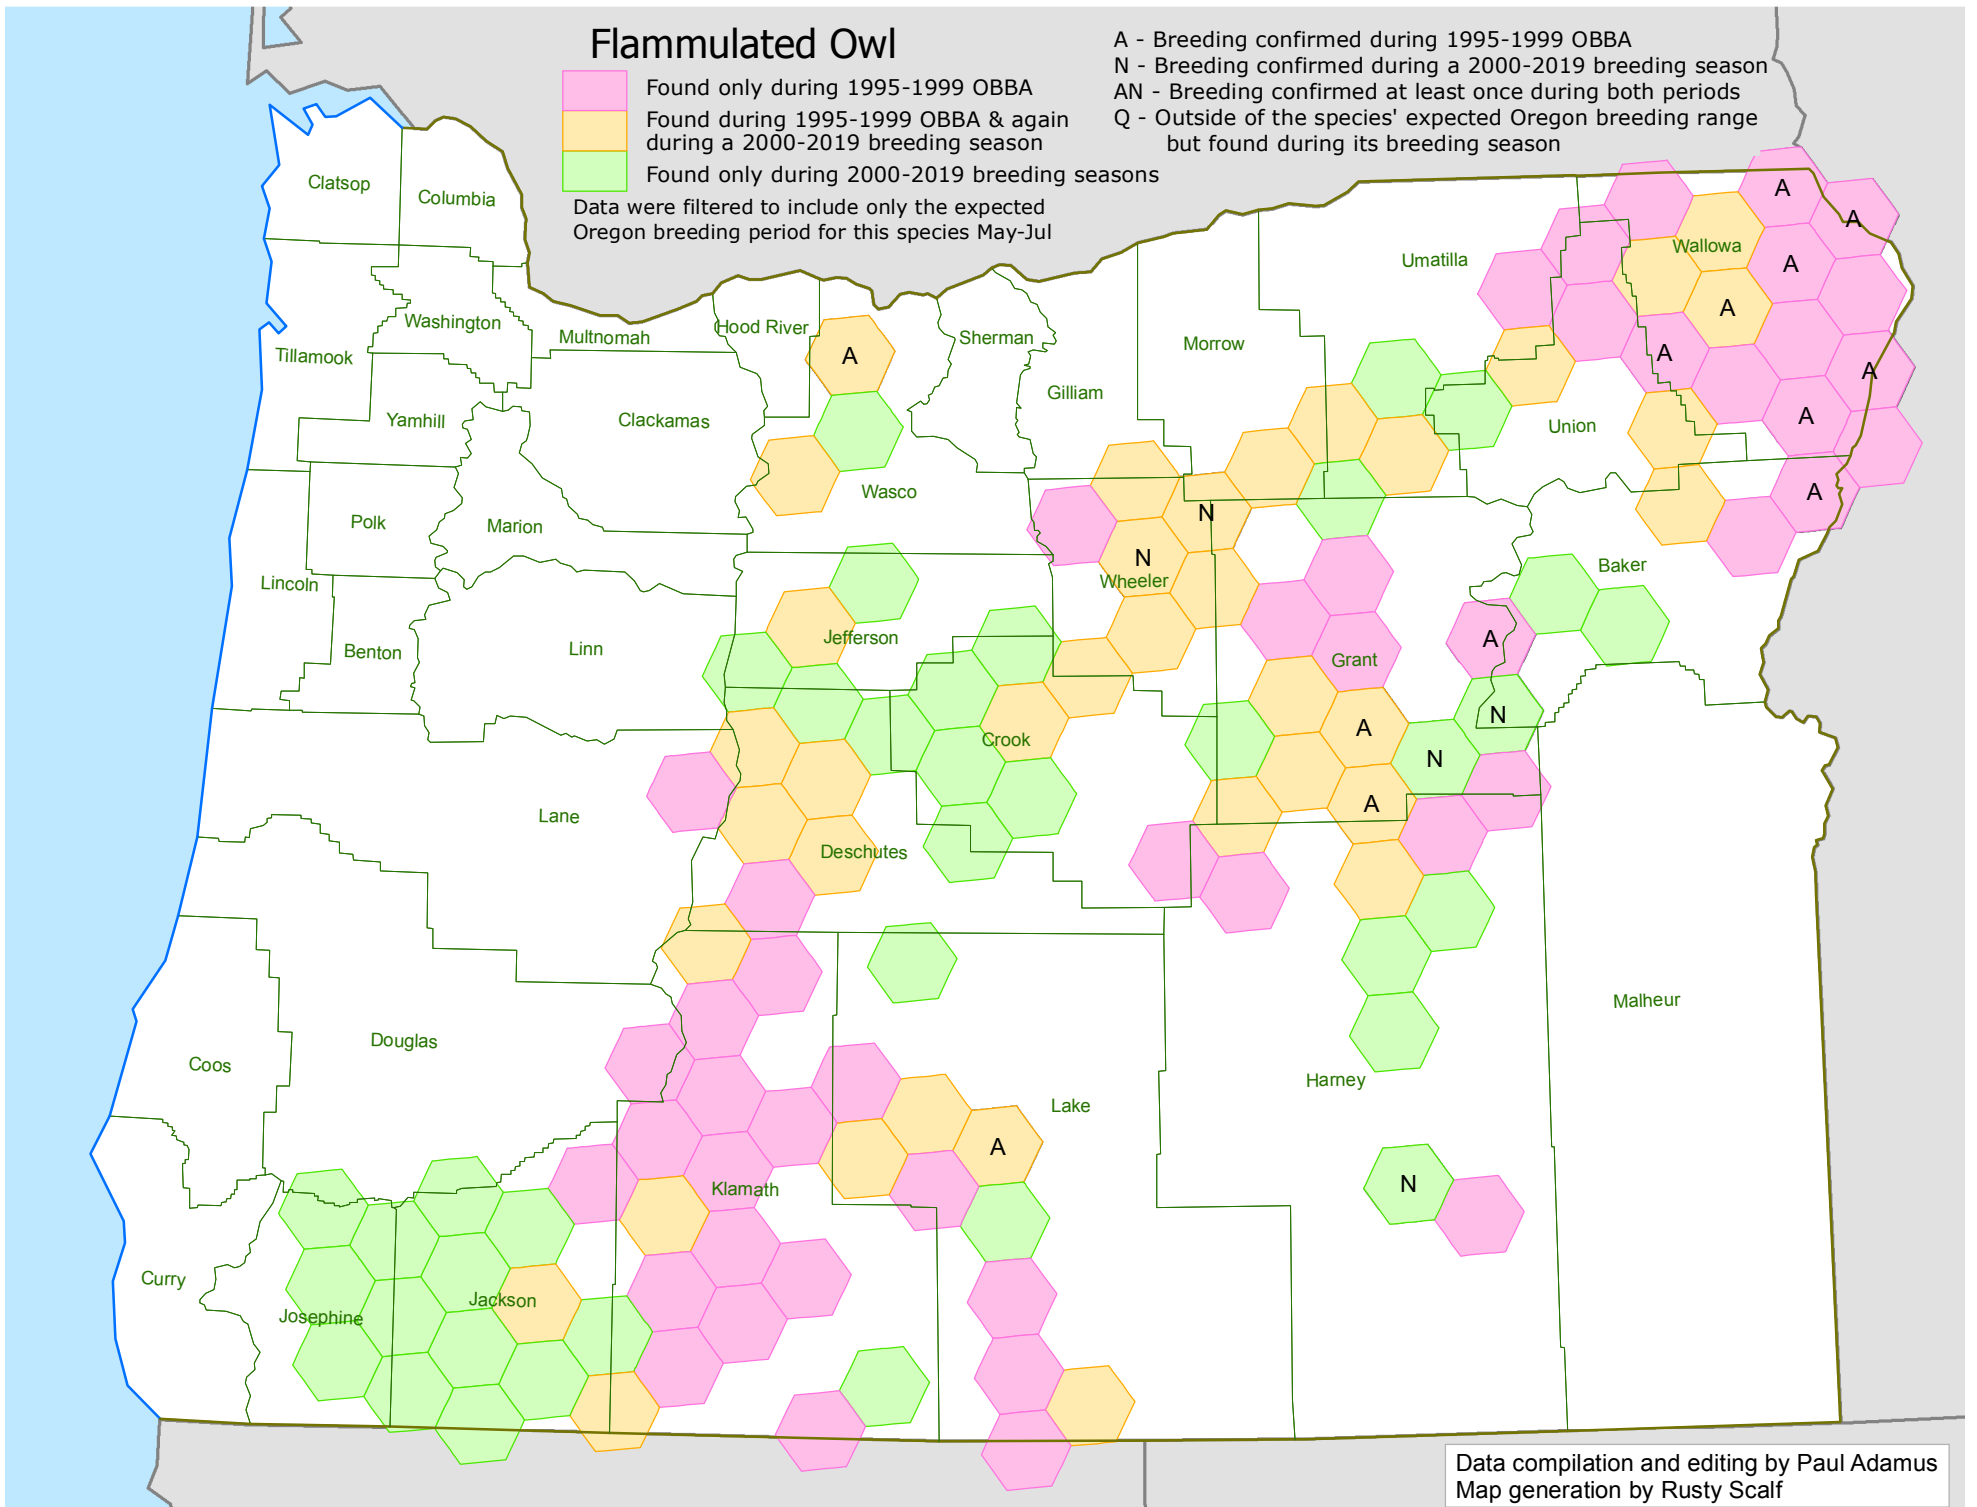 Flammulated Owl
Found only during 1995-1999 OBBA
Found during 1995-1999 OBBA & again
during a 2000-2019 breeding season
Found only during 2000-2019 breeding seasons
Data were filtered to include only the expected
Oregon breeding period for this species May-Jul
A - Breeding confirmed during 1995-1999 OBBA
N - Breeding confirmed during a 2000-2019 breeding season
AN - Breeding confirmed at least once during both periods
Q - Outside of the species' expected Oregon breeding range
but found during its breeding season
Clatsop
Columbia
A
A
Wallowa
Umatilla
A
A
Washington
Hood River
Multnomah
Sherman
Morrow
Tillamook
A
A
A
Gilliam
Yamhill
Clackamas
A
Union
Wasco
A
Polk
Marion
N
N
Baker
Lincoln
Wheeler
Jefferson
A
Benton
Linn
Grant
N
A
Crook
N
A
Lane
Deschutes
Malheur
Douglas
Coos
Harney
Lake
A
Klamath
N
Curry
Jackson
Josephine
Data compilation and editing by Paul Adamus
Map generation by Rusty Scalf